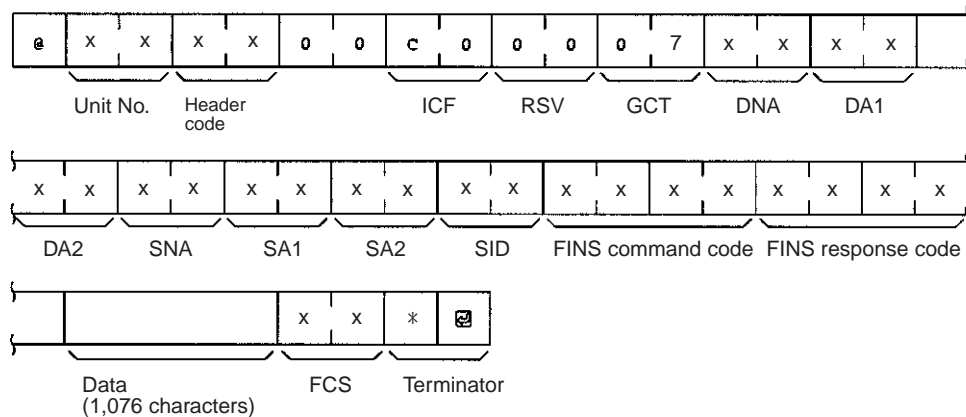 @ x x x x 0 0 C 0 0 0 0 7 x x x x
Unit No. Header code ICF RSV GCT DNA DA1
x x x x x x x x x x x x x x x x x x
DA2 SNA SA1 SA2 SID FINS command code FINS response code
x x * ↵
Data (1,076 characters) FCS Terminator